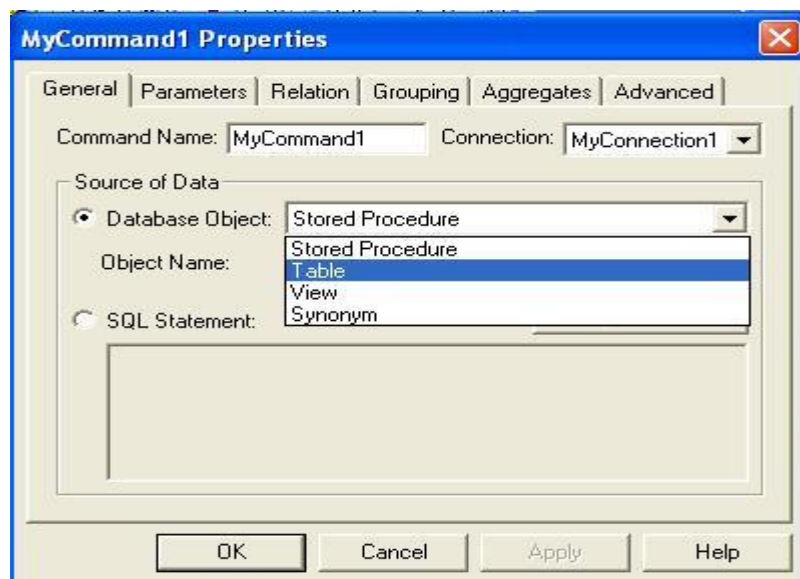 MyCommand1 Properties
General Parameters Relation Grouping Aggregates Advanced
Command Name: MyCommand1 Connection: MyConnection1
Source of Data
Database Object: Stored Procedure
Stored Procedure
Object Name:
Table
View
SQL Statement:
Synonym
OK Cancel Apply Help